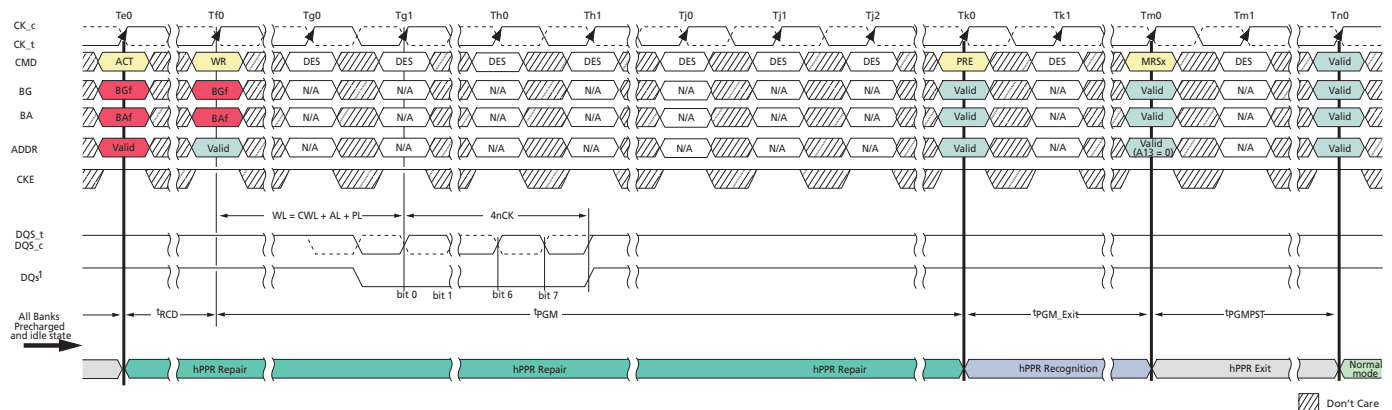 Te0 Tf0 Tg0 Tg1 Th0 Th1 Tj0 Tj1 Tj2 Tk0 Tk1 Tm0 Tm1 Tn0
CK_c
CK_t
CMD ACT WR DES DES DES DES DES DES DES PRE DES MRSx DES Valid
BG BGf BGf N/A N/A N/A N/A N/A N/A N/A Valid N/A Valid N/A Valid
BA BAf BAf N/A N/A N/A N/A N/A N/A N/A Valid N/A Valid N/A Valid
ADDR Valid Valid N/A N/A N/A N/A N/A N/A N/A Valid N/A Valid (A13 = 0) N/A Valid
CKE
WL = CWL + AL + PL 4nCK
DQS_t
DQS_c
DQs1
bit 0 bit 1 bit 6 bit 7
All Banks
Precharged
and idle state
tRCD tPGM tPGM_Exit tPGMPST
hPPR Repair hPPR Repair hPPR Repair hPPR Recognition hPPR Exit Normal
mode
Don't Care